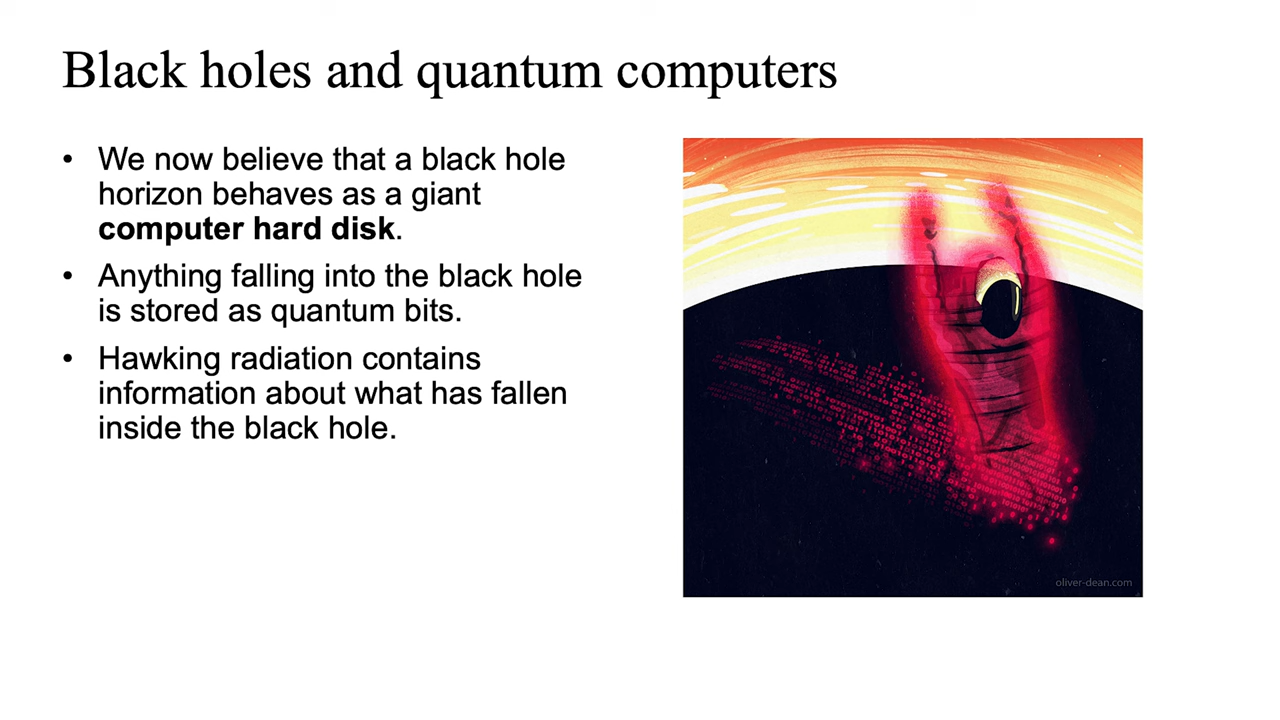 Black holes and quantum computers
• We now believe that a black hole
horizon behaves as a giant
computer hard disk.
• Anything falling into the black hole
is stored as quantum bits.
• Hawking radiation contains
information about what has fallen
inside the black hole.
oliver-dean.com